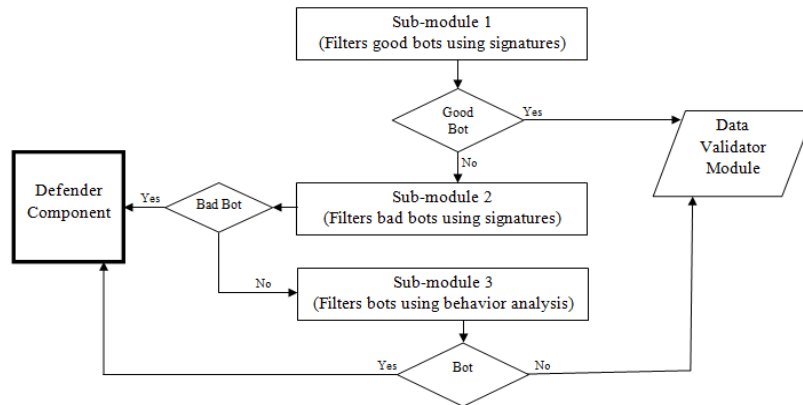 Sub-module 1
(Filters good bots using signatures)
Good
Bot
Yes
Data
Validator
Module
No
Defender
Component
Yes
Bad Bot
Sub-module 2
(Filters bad bots using signatures)
No
Sub-module 3
(Filters bots using behavior analysis)
Yes
Bot
No